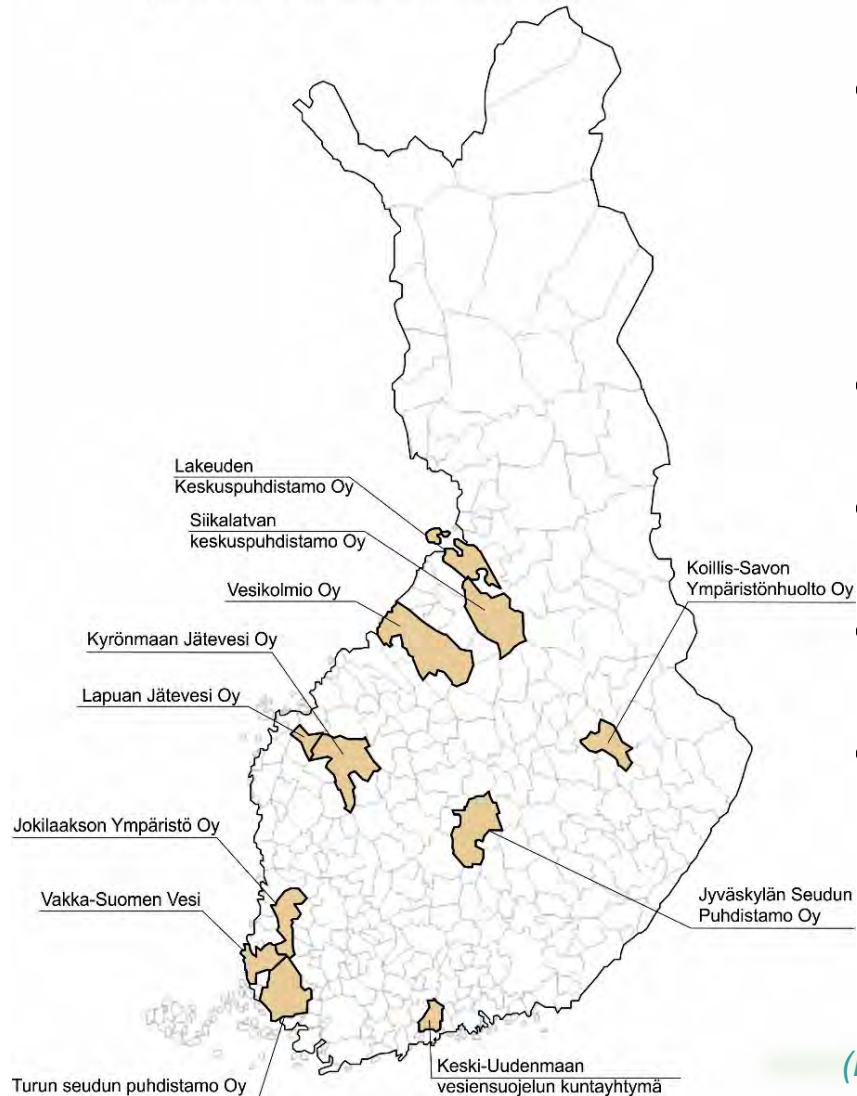 Lakeuden
Keskuspuhdistamo Oy
Siikalatvan
keskuspuhdistamo Oy
Vesikolmio Oy
Kyrönmaan Jätevesi Oy
Lapuan Jätevesi Oy
Koillis-Savon
Ympäristönhuolto Oy
Jokilaakson Ympäristö Oy
Vakka-Suomen Vesi
Jyväskylän Seudun
Puhdistamo Oy
Keski-Uudenmaan
vesiensuojelun kuntayhtymä
Turun seudun puhdistamo Oy